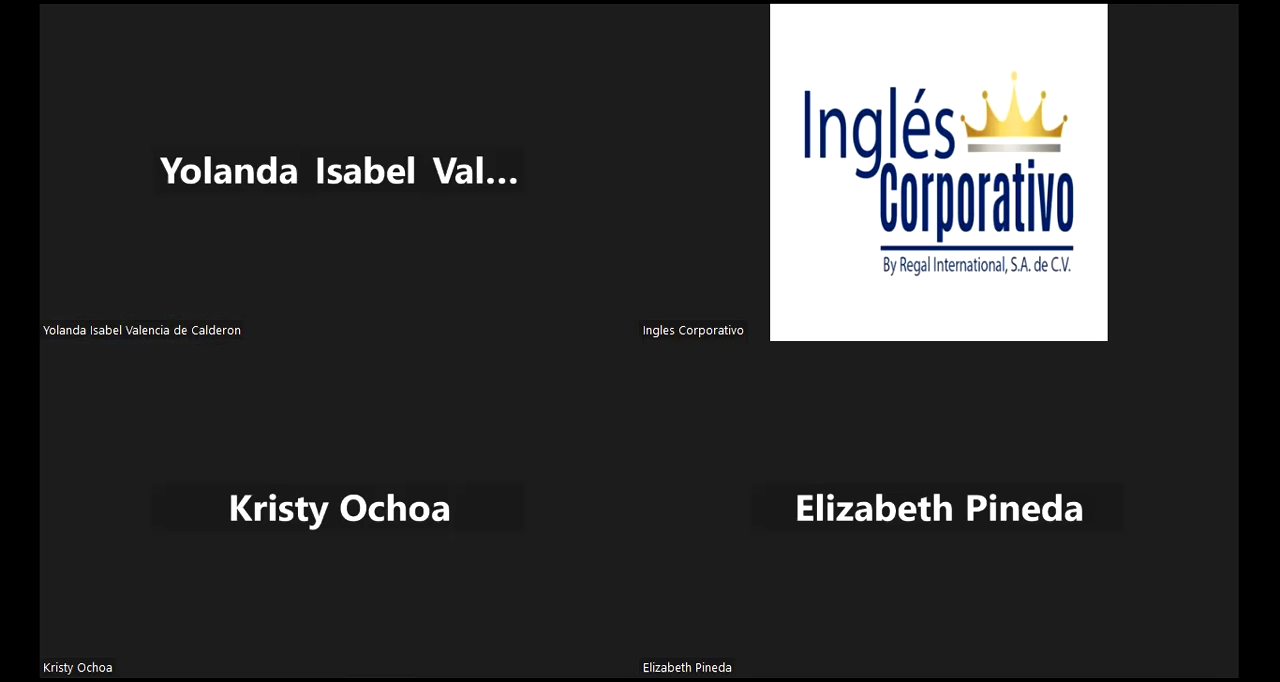 Yolanda Isabel Val...
Yolanda Isabel Valencia de Calderon
Inglés
Corporativo
By Regal International, S.A. de C.V.
Ingles Corporativo
Kristy Ochoa
Kristy Ochoa
Elizabeth Pineda
Elizabeth Pineda